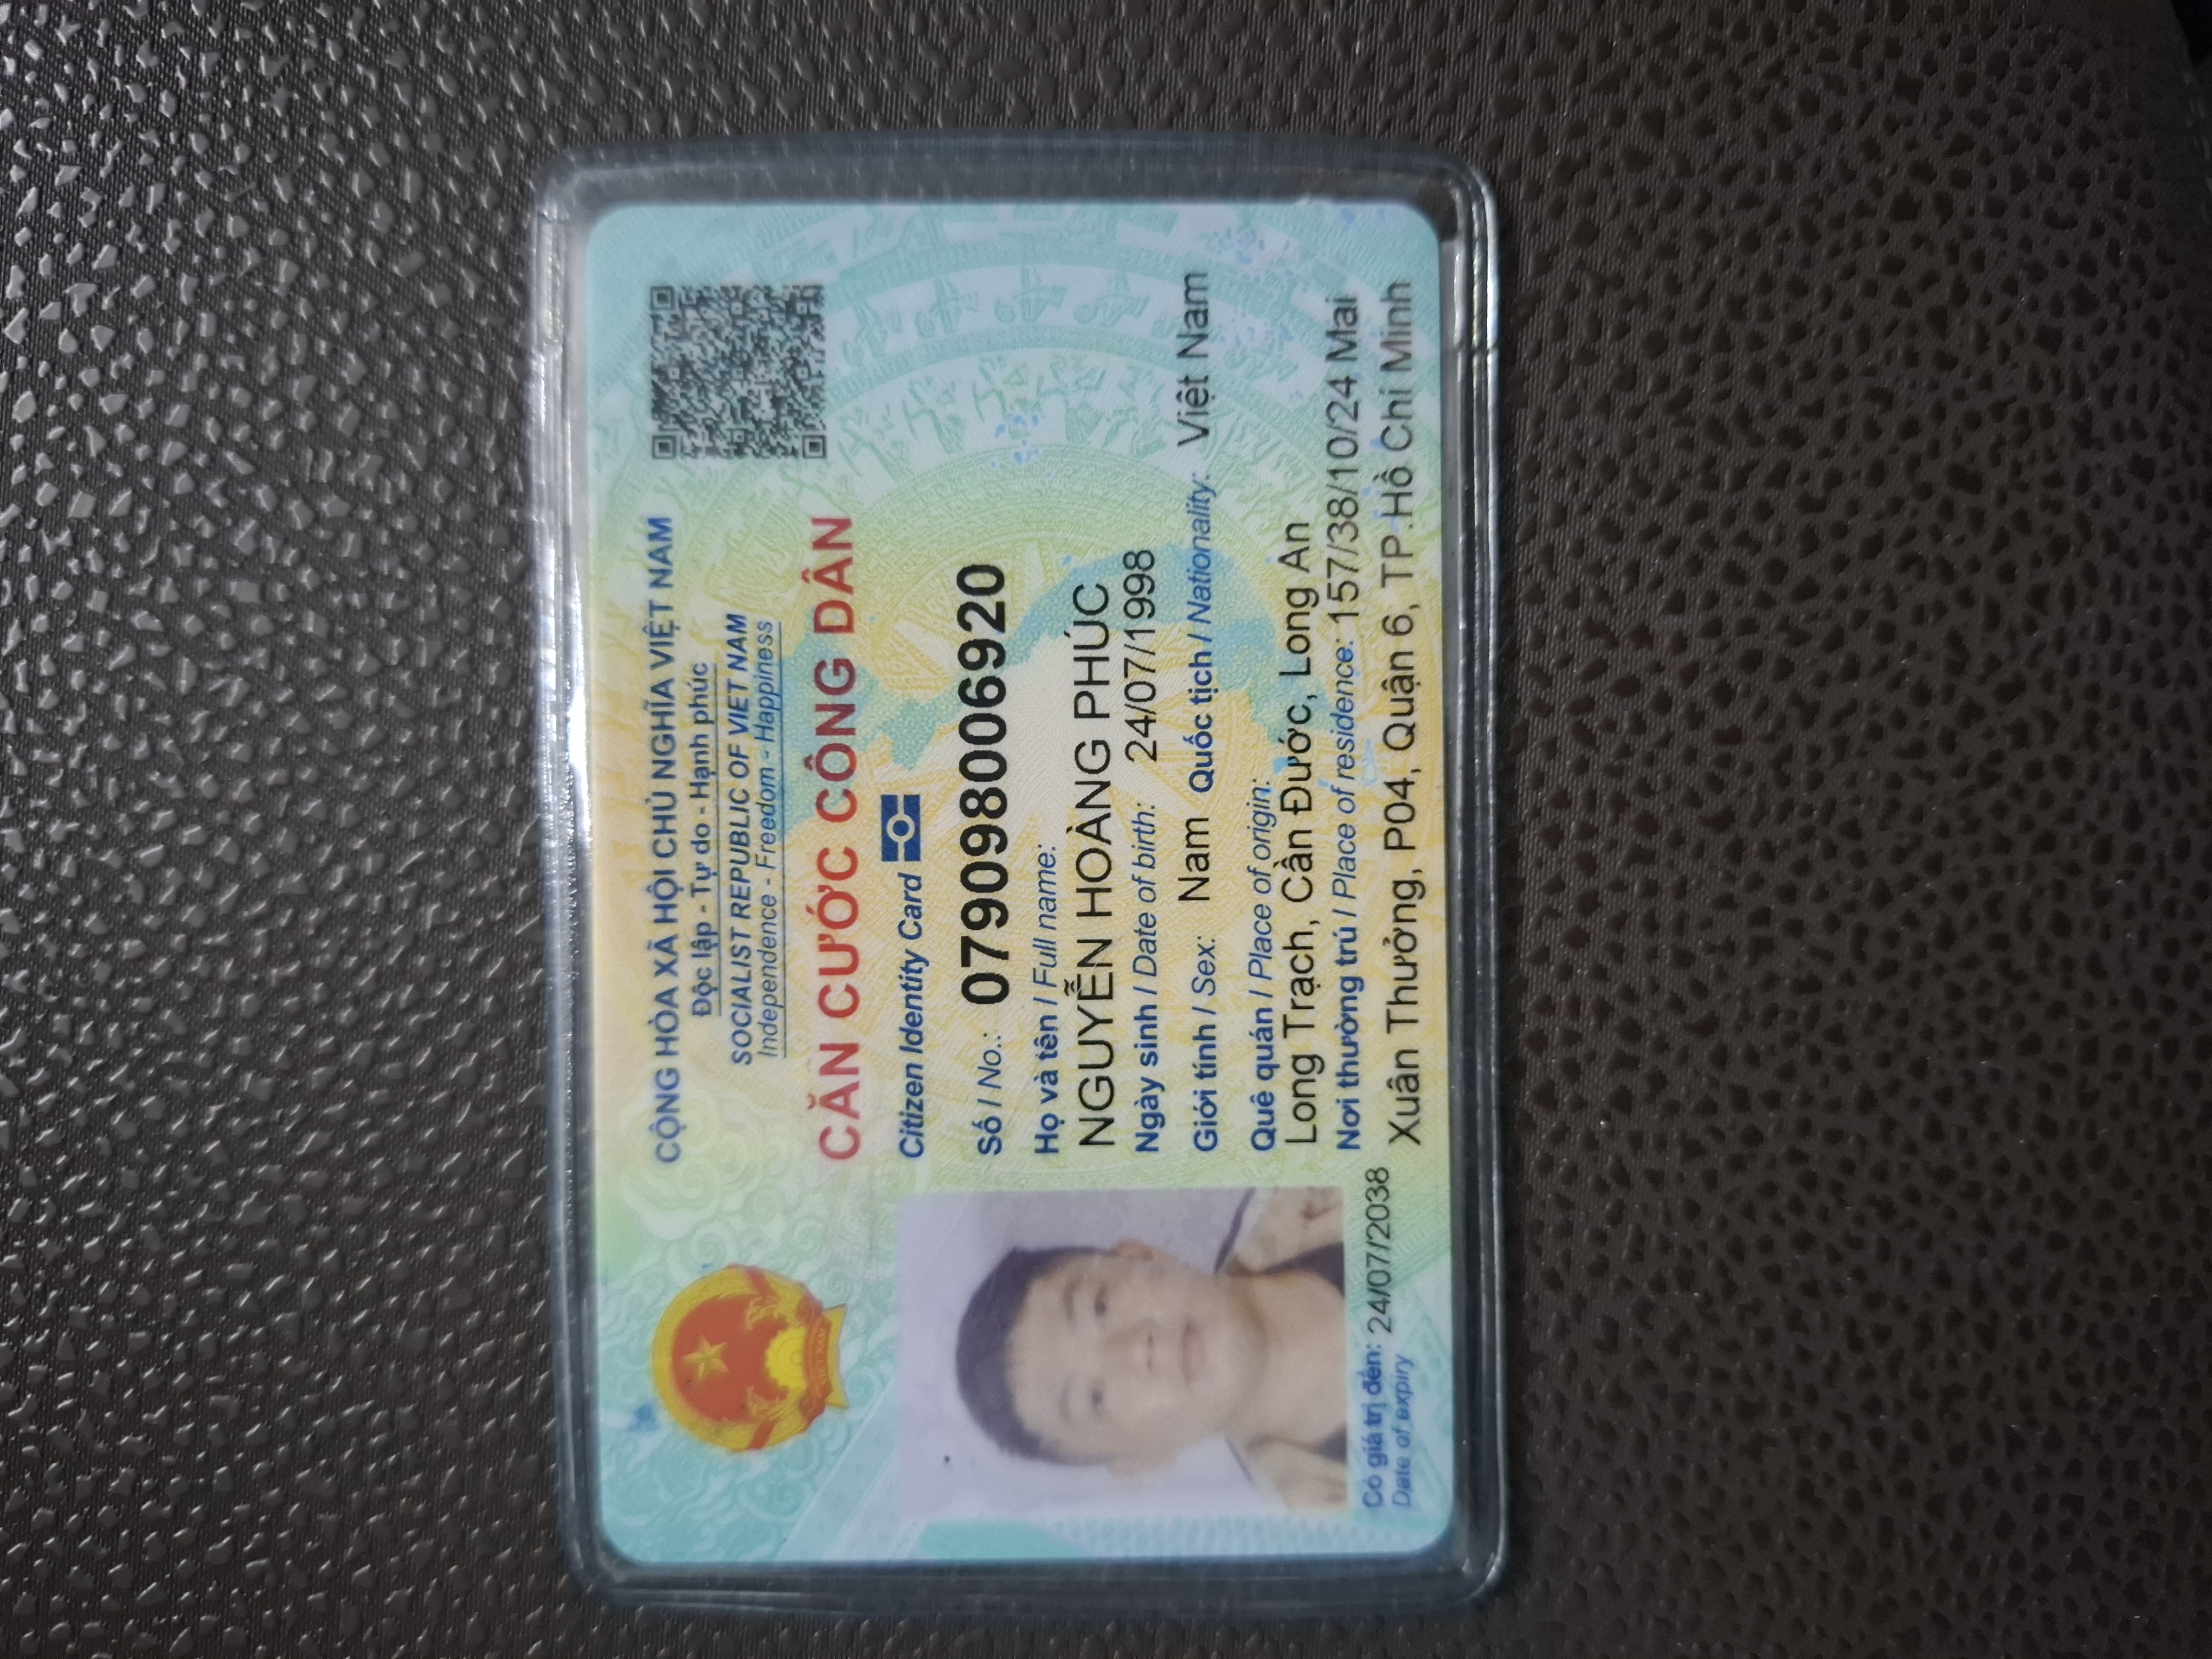 CỘNG HÒA XÃ HỘI CHỦ NGHĨA VIỆT NAM
Độc lập - Tự do - Hạnh phúc
SOCIALIST REPUBLIC OF VIET NAM
Independence - Freedom - Happiness
CĂN CƯỚC CÔNG DÂN
Citizen Identity Card
Số / No.: 079098006920
Họ và tên / Full name:
NGUYỄN HOÀNG PHÚC
Ngày sinh / Date of birth: 24/07/1998
Giới tính / Sex: Nam Quốc tịch / Nationality: Việt Nam
Quê quán / Place of origin:
Long Trạch, Cần Đước, Long An
Nơi thường trú / Place of residence: 157/38/10/24 Mai
Xuân Thưởng, P04, Quận 6, TP.Hồ Chí Minh
Có giá trị đến: 24/07/2038
Date of expiry